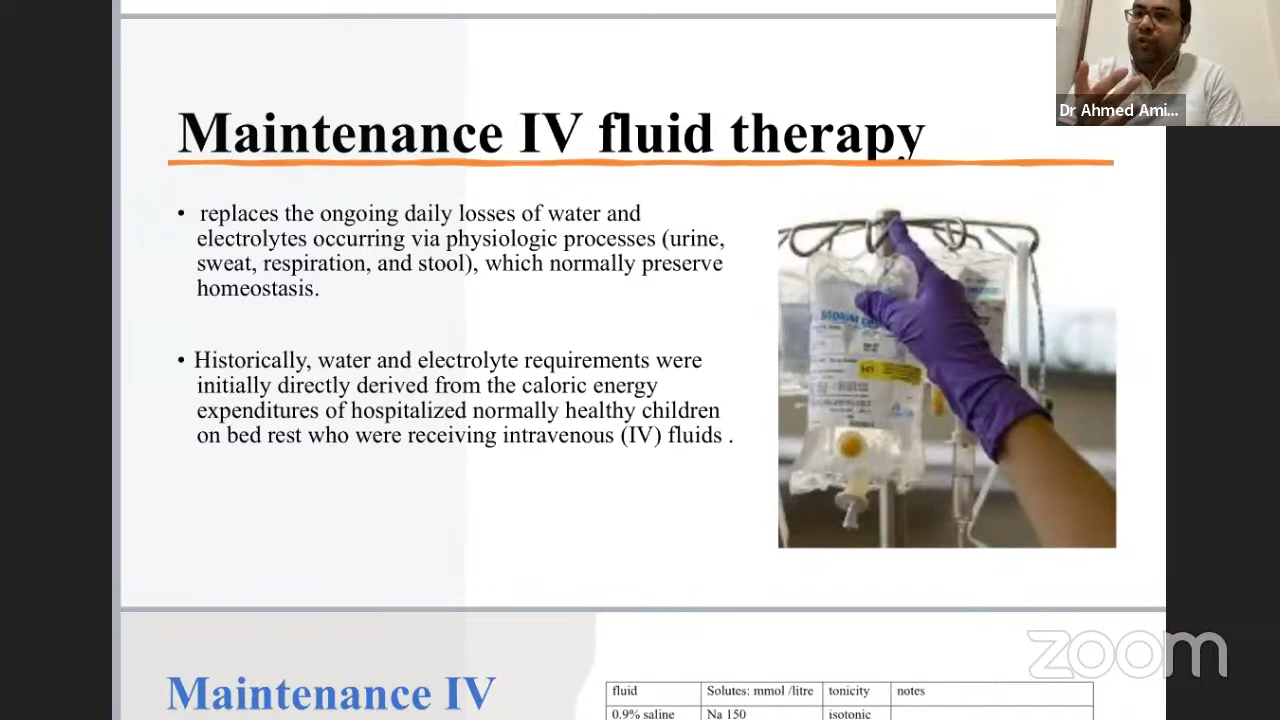 Dr Ahmed Ami...
Maintenance IV fluid therapy
• replaces the ongoing daily losses of water and
electrolytes occurring via physiologic processes (urine,
sweat, respiration, and stool), which normally preserve
homeostasis.
• Historically, water and electrolyte requirements were
initially directly derived from the caloric energy
expenditures of hospitalized normally healthy children
on bed rest who were receiving intravenous (IV) fluids .
SODIUM
zoom
Maintenance IV
fluid Solutes: mmol /litre tonicity notes
0.9% saline Na 150 isotonic